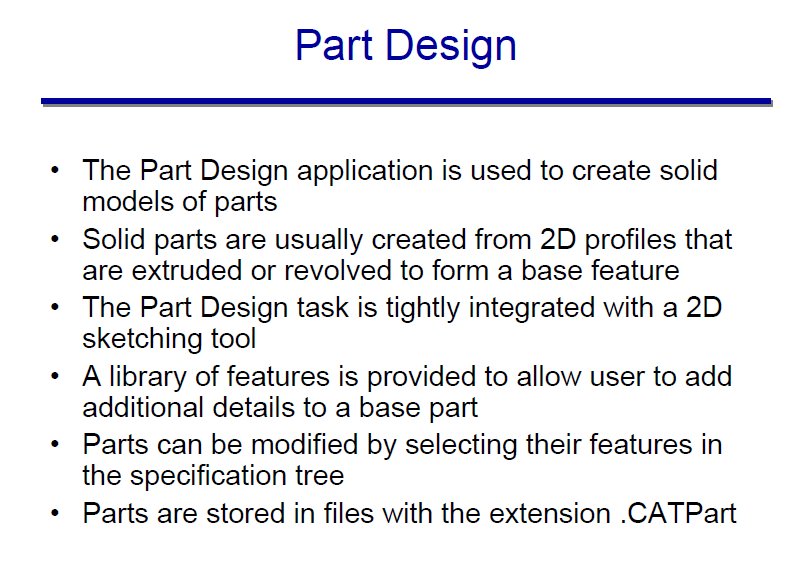 Part Design
• The Part Design application is used to create solid
models of parts
• Solid parts are usually created from 2D profiles that
are extruded or revolved to form a base feature
• The Part Design task is tightly integrated with a 2D
sketching tool
• A library of features is provided to allow user to add
additional details to a base part
• Parts can be modified by selecting their features in
the specification tree
• Parts are stored in files with the extension .CATPart